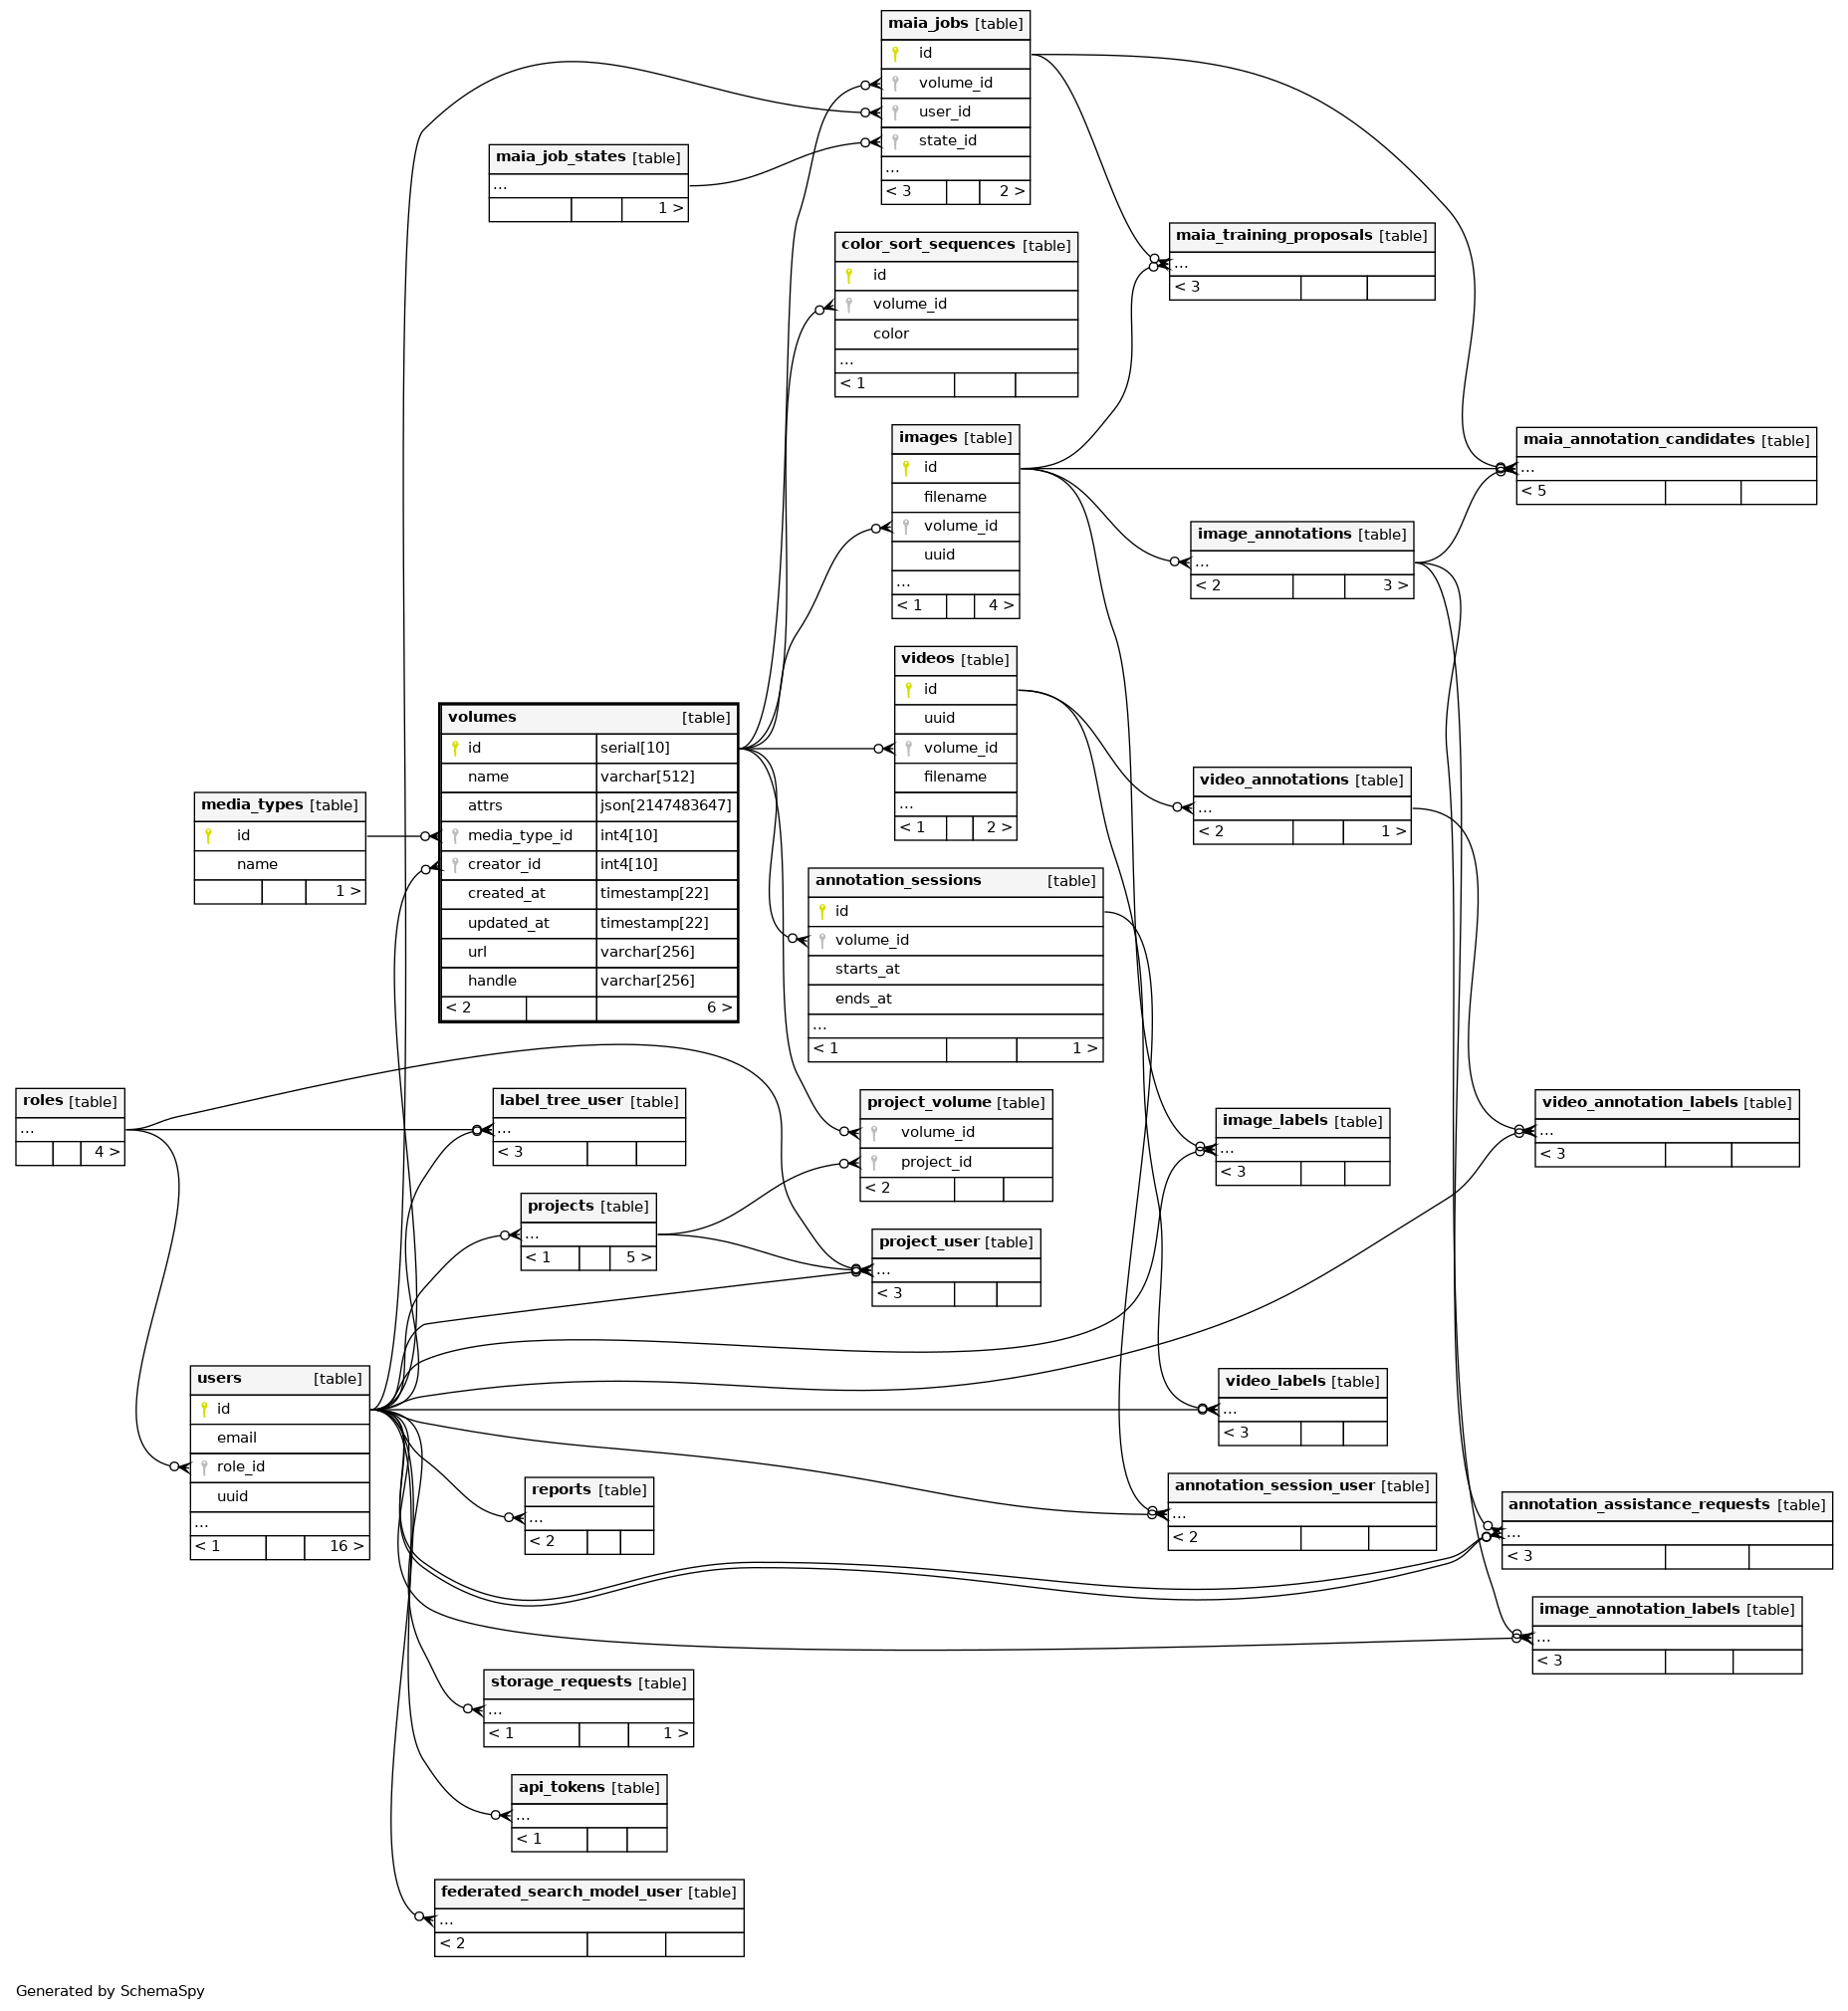 maia_jobs [table]
id
volume_id
user_id
state_id
...
< 3 2 >
maia_job_states [table]
...
1 >
maia_training_proposals [table]
...
< 3
color_sort_sequences [table]
id
volume_id
color
...
< 1
images [table]
id
filename
volume_id
uuid
...
< 1 4 >
maia_annotation_candidates [table]
...
< 5
image_annotations [table]
...
< 2 3 >
videos [table]
id
uuid
volume_id
filename
...
< 1 2 >
volumes [table]
id serial[10]
name varchar[512]
attrs json[2147483647]
media_type_id int4[10]
creator_id int4[10]
created_at timestamp[22]
updated_at timestamp[22]
url varchar[256]
handle varchar[256]
< 2 6 >
media_types [table]
id
name
1 >
video_annotations [table]
...
< 2 1 >
annotation_sessions [table]
id
volume_id
starts_at
ends_at
...
< 1 1 >
roles [table]
...
4 >
label_tree_user [table]
...
< 3
project_volume [table]
volume_id
project_id
< 2
image_labels [table]
...
< 3
video_annotation_labels [table]
...
< 3
projects [table]
...
< 1 5 >
project_user [table]
...
< 3
users [table]
id
email
role_id
uuid
...
< 1 16 >
video_labels [table]
...
< 3
reports [table]
...
< 2
annotation_session_user [table]
...
< 2
annotation_assistance_requests [table]
...
< 3
image_annotation_labels [table]
...
< 3
storage_requests [table]
...
< 1 1 >
api_tokens [table]
...
< 1
federated_search_model_user [table]
...
< 2
Generated by SchemaSpy